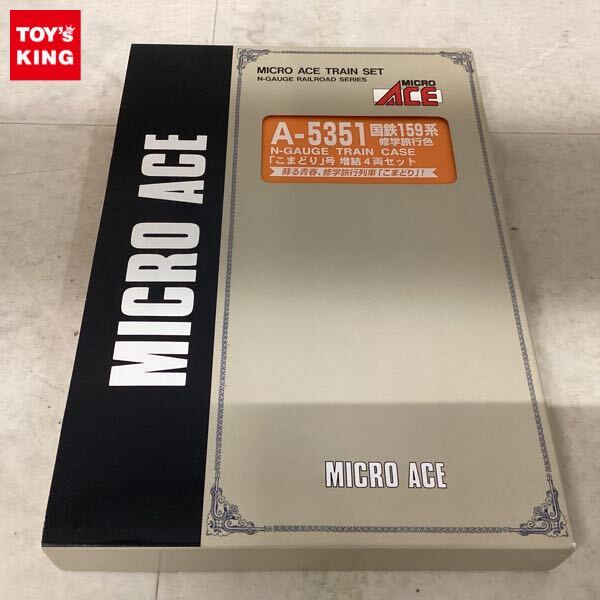 TOY'S
KING
MICRO ACE TRAIN SET
N-GAUGE RAILROAD SERIES
MICRO
ACE
A-5351 国鉄159系
修学旅行色
N-GAUGE TRAIN CASE
「こまどり」号 増結4両セット
蘇る青春、修学旅行列車「こまどり」!
MICRO ACE
MICRO ACE